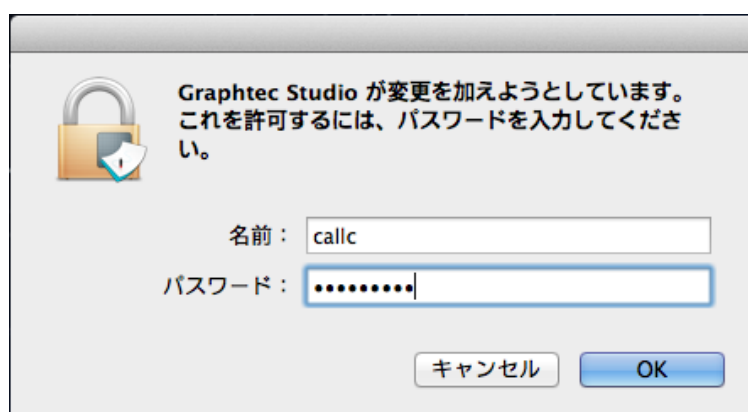 Graphtec Studio が変更を加えようとしています。
これを許可するには、パスワードを入力してくださ
い。
名前： callc
パスワード： •••••••••
キャンセル OK